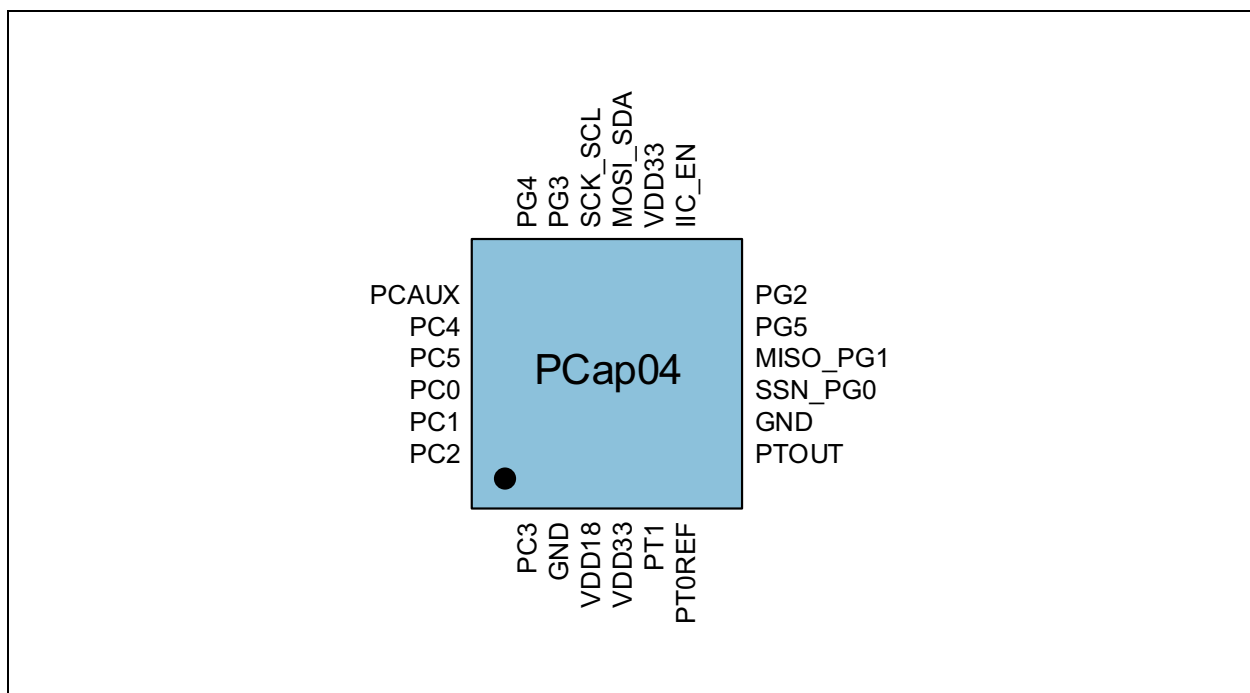 PG4
PG3
SCK_SCL
MOSI_SDA
VDD33
IIC_EN
PCAUX
PC4
PC5
PC0
PC1
PC2
PCap04
PG2
PG5
MISO_PG1
SSN_PG0
GND
PTOUT
PC3
GND
VDD18
VDD33
PT1
PT0REF